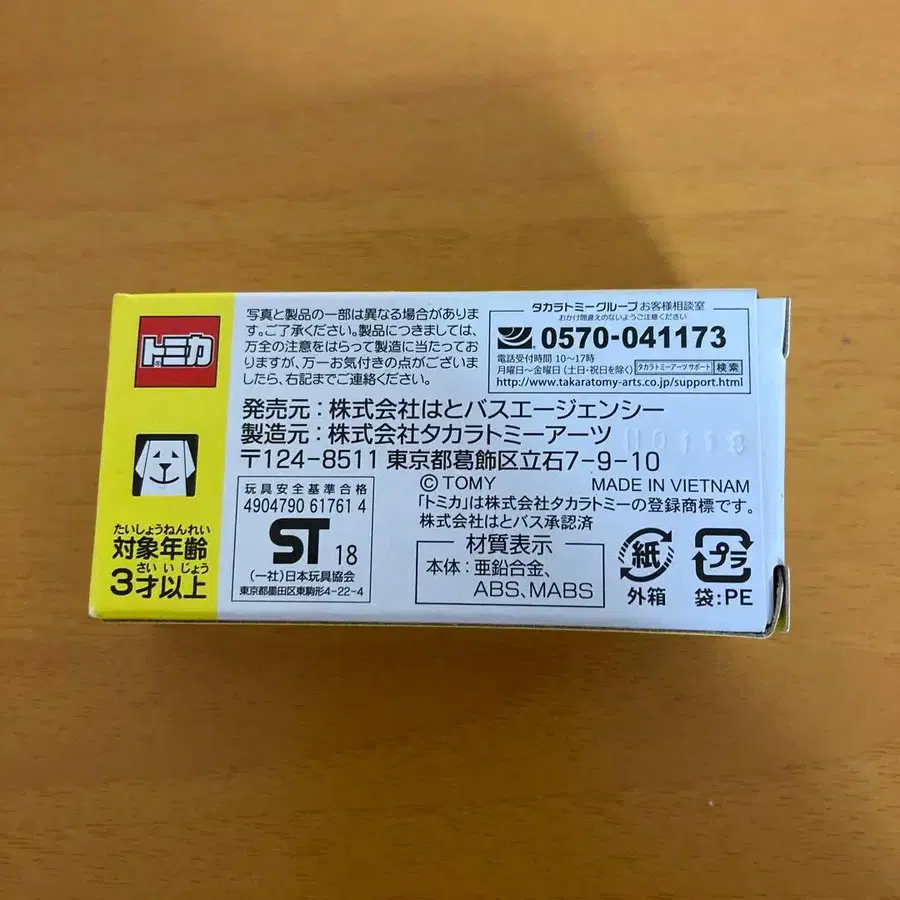 トミカ
たいしょうねんれい
対象年齢
さい いじょう
3才以上
写真と製品の一部は異なる場合がありま
す。ご了承ください。製品につきましては、
万全の注意をはらって製造に当たってお
りますが、万一お気付きの点がございま
したら、右記までご連絡ください。
タカラトミーグループ お客様相談室
おかけ間違えのないようご注意ください
0570-041173
電話受付時間 10〜17時
月曜日〜金曜日 (土日・祝日を除く) タカラトミーアーツ サポート 検索
http://www.takaratomy-arts.co.jp/support.html
発売元:株式会社はとバスエージェンシー
製造元:株式会社タカラトミーアーツ
〒124-8511 東京都葛飾区立石7-9-10
© TOMY MADE IN VIETNAM
「トミカ」は株式会社タカラトミーの登録商標です。
株式会社はとバス承認済
玩具安全基準合格
4904790 61761 4
ST 18
(一社)日本玩具協会
東京都墨田区東駒形4-22-4
材質表示
本体:亜鉛合金、
ABS、MABS
紙
外箱
プラ
袋:PE